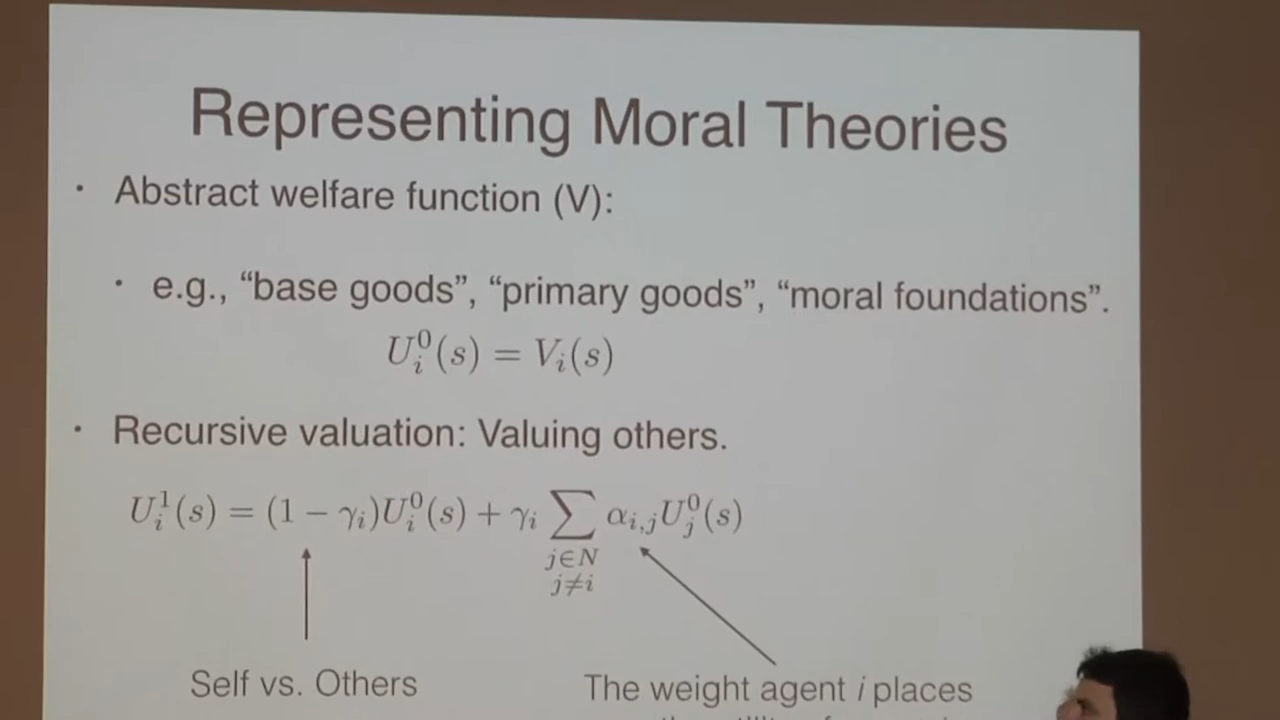 Representing Moral Theories
• Abstract welfare function (V):
• e.g., “base goods”, “primary goods”, “moral foundations”.
U_i^0(s) = V_i(s)
• Recursive valuation: Valuing others.
U_i^1(s) = (1 − γ_i)U_i^0(s) + γ_i ∑_{j∈N j≠i} α_{i,j}U_j^0(s)
Self vs. Others
The weight agent i places